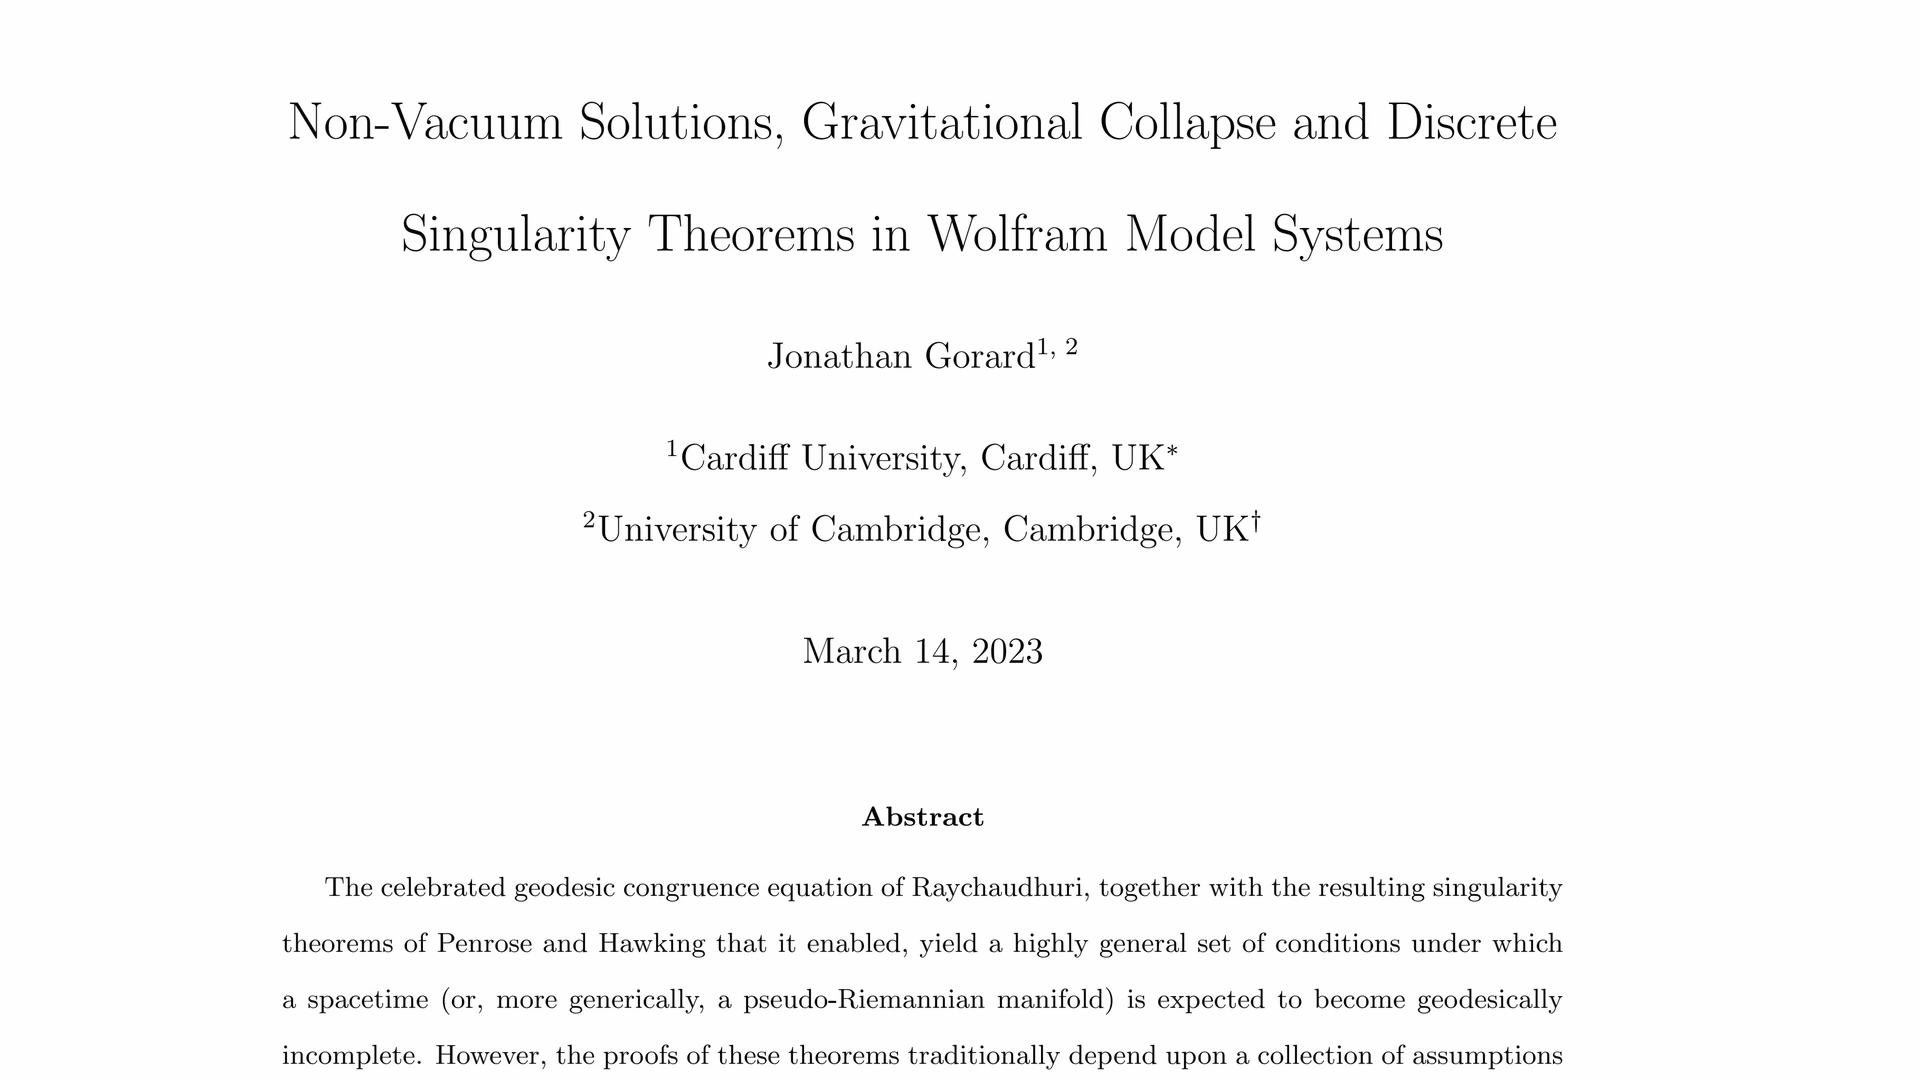 Non-Vacuum Solutions, Gravitational Collapse and Discrete
Singularity Theorems in Wolfram Model Systems
Jonathan Gorard1, 2
1Cardiff University, Cardiff, UK*
2University of Cambridge, Cambridge, UK†
March 14, 2023
Abstract
The celebrated geodesic congruence equation of Raychaudhuri, together with the resulting singularity
theorems of Penrose and Hawking that it enabled, yield a highly general set of conditions under which
a spacetime (or, more generically, a pseudo-Riemannian manifold) is expected to become geodesically
incomplete. However, the proofs of these theorems traditionally depend upon a collection of assumptions